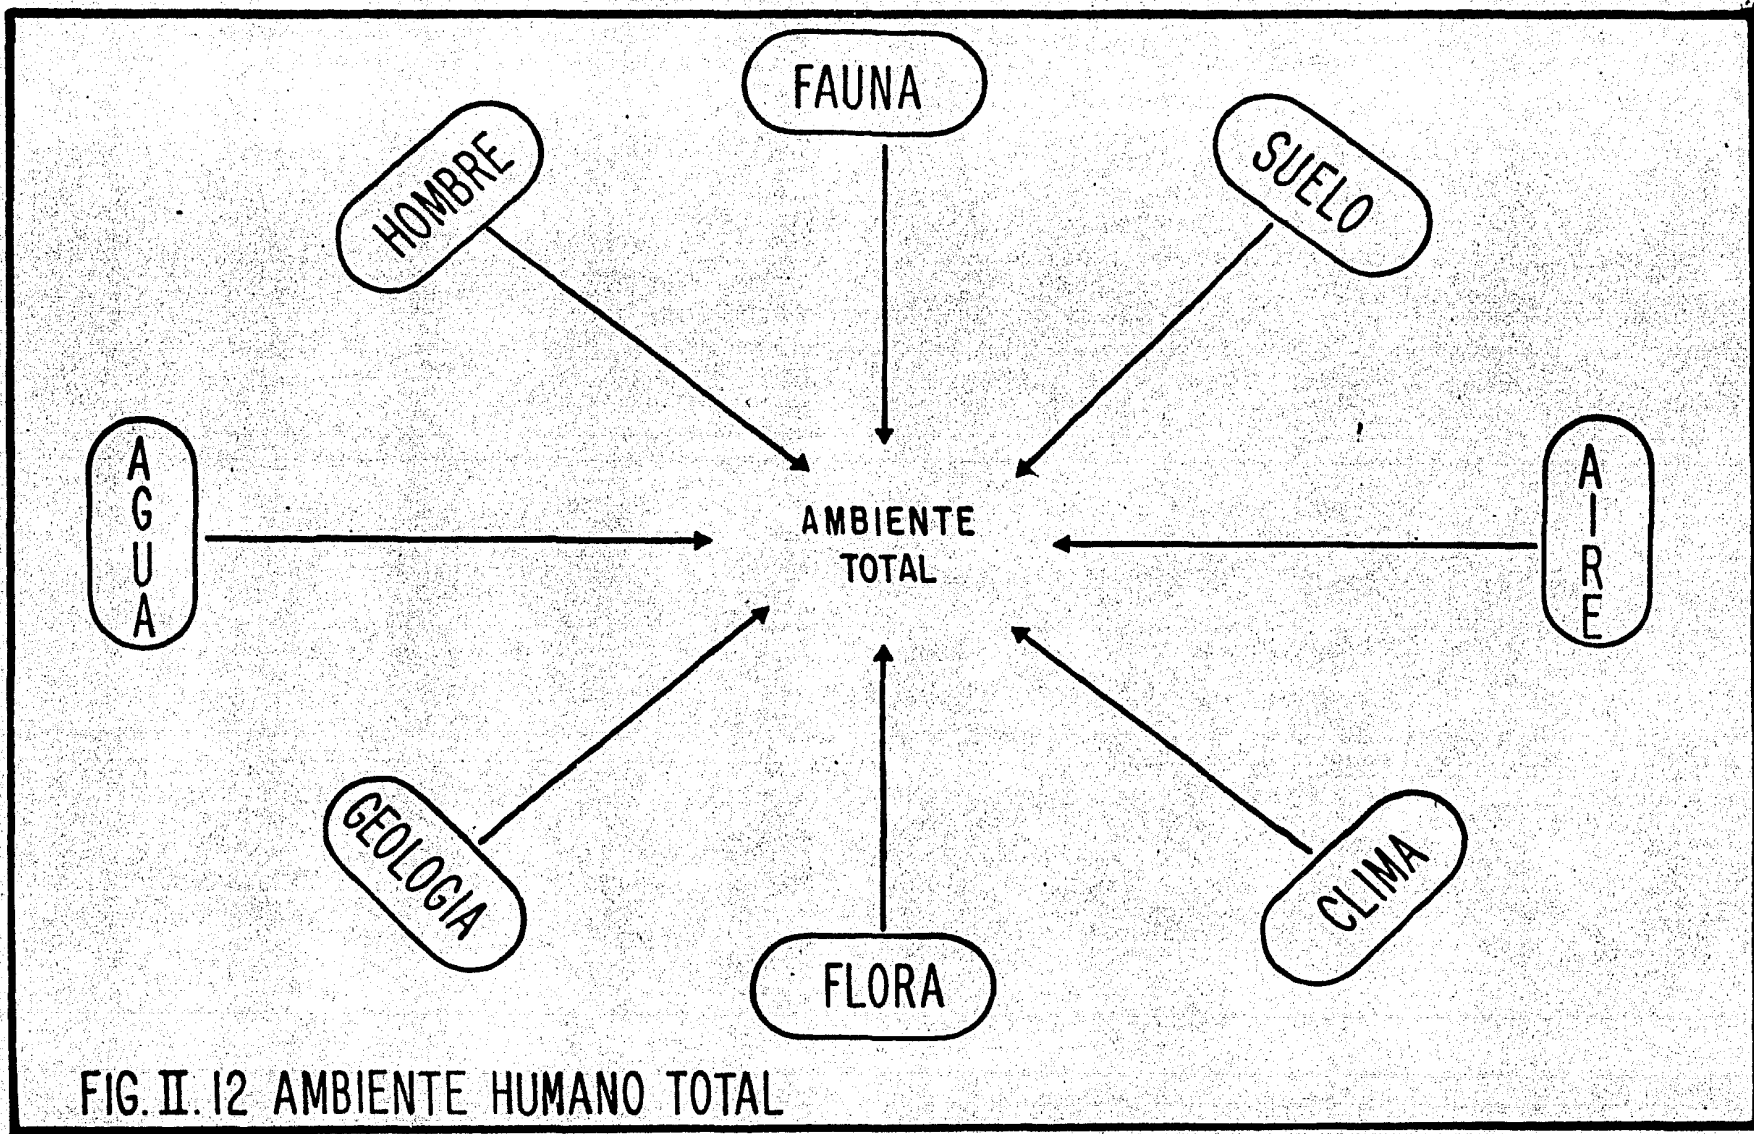 FAUNA
HOMBRE
SUELO
AGUA
AIRE
AMBIENTE
TOTAL
GEOLOGIA
CLIMA
FLORA
FIG. II. 12 AMBIENTE HUMANO TOTAL